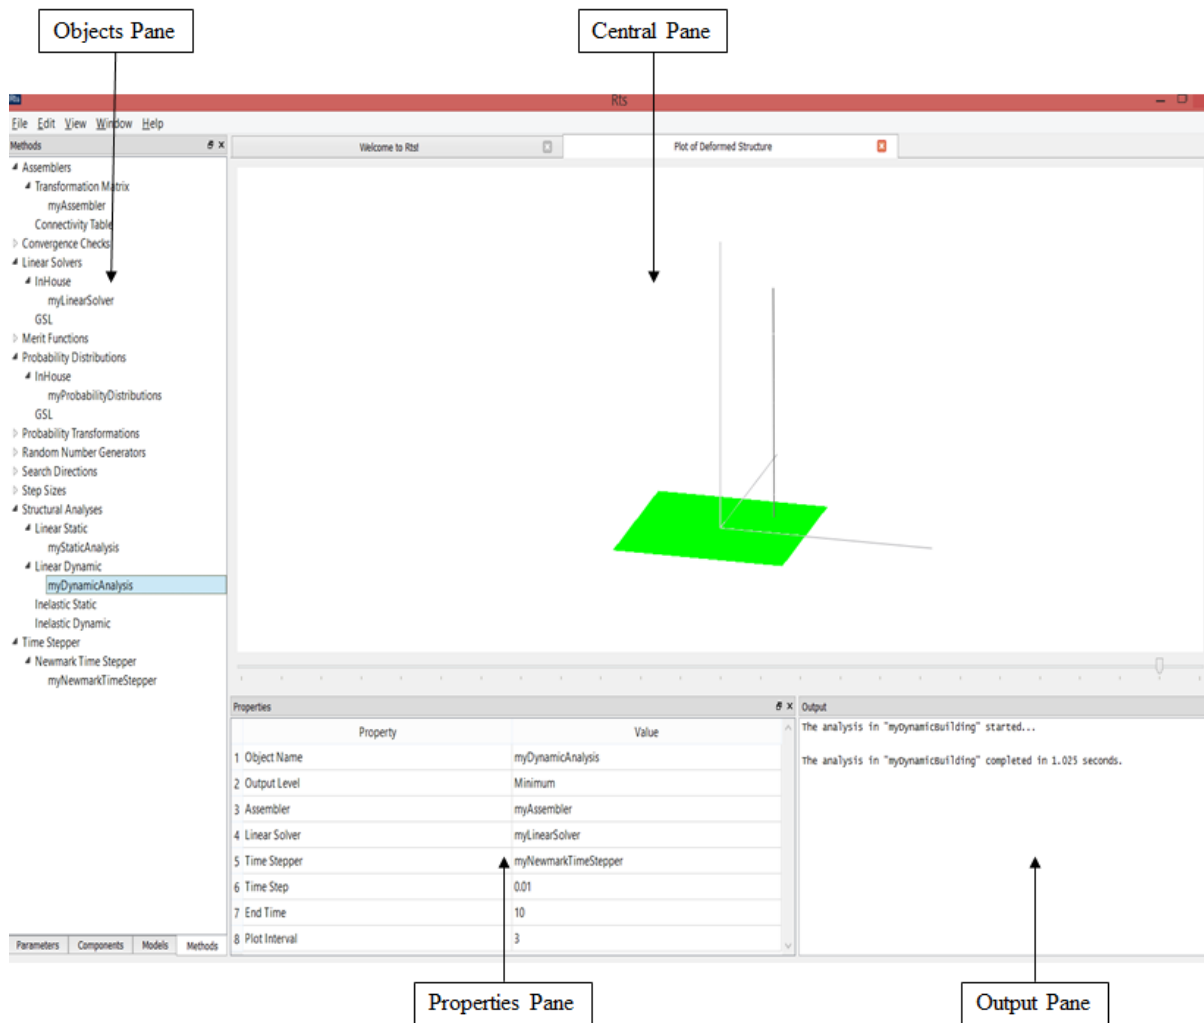 Objects Pane
Central Pane
Rts
Rts
File Edit View Window Help
Methods
Welcome to Rts!
Plot of Deformed Structure
Assemblers
Transformation Matrix
myAssembler
Connectivity Table
Convergence Checks
Linear Solvers
InHouse
myLinearSolver
GSL
Merit Functions
Probability Distributions
InHouse
myProbabilityDistributions
GSL
Probability Transformations
Random Number Generators
Search Directions
Step Sizes
Structural Analyses
Linear Static
myStaticAnalysis
Linear Dynamic
myDynamicAnalysis
Inelastic Static
Inelastic Dynamic
Time Stepper
Newmark Time Stepper
myNewmarkTimeStepper
Parameters Components Models Methods
Properties
Property Value
1 Object Name myDynamicAnalysis
2 Output Level Minimum
3 Assembler myAssembler
4 Linear Solver myLinearSolver
5 Time Stepper myNewmarkTimeStepper
6 Time Step 0.01
7 End Time 10
8 Plot Interval 3
Output
The analysis in "myDynamicBuilding" started...
The analysis in "myDynamicBuilding" completed in 1.025 seconds.
Properties Pane
Output Pane